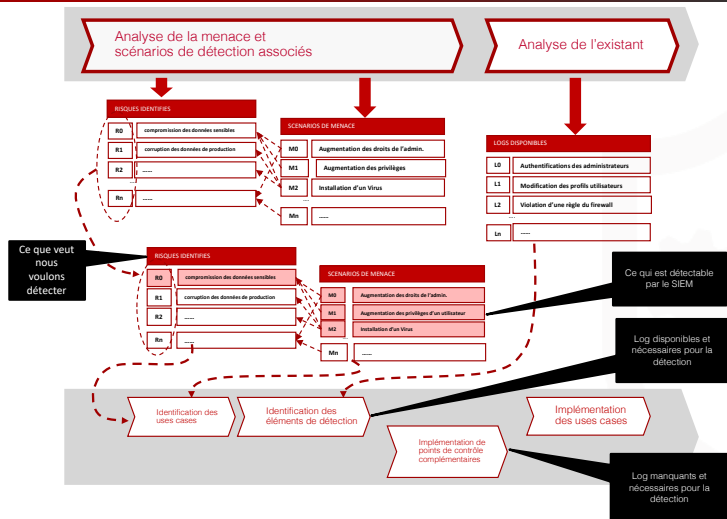 Analyse de la menace et
scénarios de détection associés
Analyse de l'existant
RISQUES IDENTIFIES
R0 compromission des données sensibles
R1 corruption des données de production
R2 ......
....
Rn ......
SCENARIOS DE MENACE
M0 Augmentation des droits de l'admin.
M1 Augmentation des privilèges
M2 Installation d'un Virus
....
Mn ......
LOGS DISPONIBLES
L0 Authentifications des administrateurs
L1 Modification des profils utilisateurs
L2 Violation d'une règle du firewall
....
Ln ......
Ce que veut
nous
voulons
détecter
RISQUES IDENTIFIES
R0 compromission des données sensibles
R1 corruption des données de production
R2 ......
....
Rn ......
SCENARIOS DE MENACE
M0 Augmentation des droits de l'admin.
M1 Augmentation des privilèges d'un utilisateur
M2 Installation d'un Virus
....
Mn ......
Ce qui est détectable
par le SIEM
Log disponibles et
nécessaires pour la
détection
Identification des
uses cases
Identification des
éléments de détection
Implémentation de
points de contrôle
complémentaires
Implémentation
des uses cases
Log manquants et
nécessaires pour la
détection